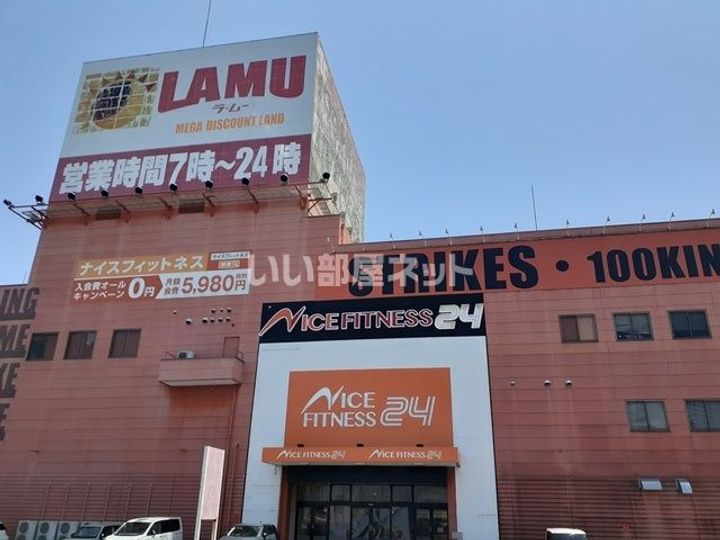 LAMU
ラ・ムー
MEGA DISCOUNT LAND
営業時間7時～24時
ナイスフィットネス
入会費オール
キャンペーン
0円
月額
会費
5,980円
いい部屋ネット
STRIKES・100KIN
NICE FITNESS 24
NICE
FITNESS 24
NICE FITNESS 24
NICE FITNESS 24